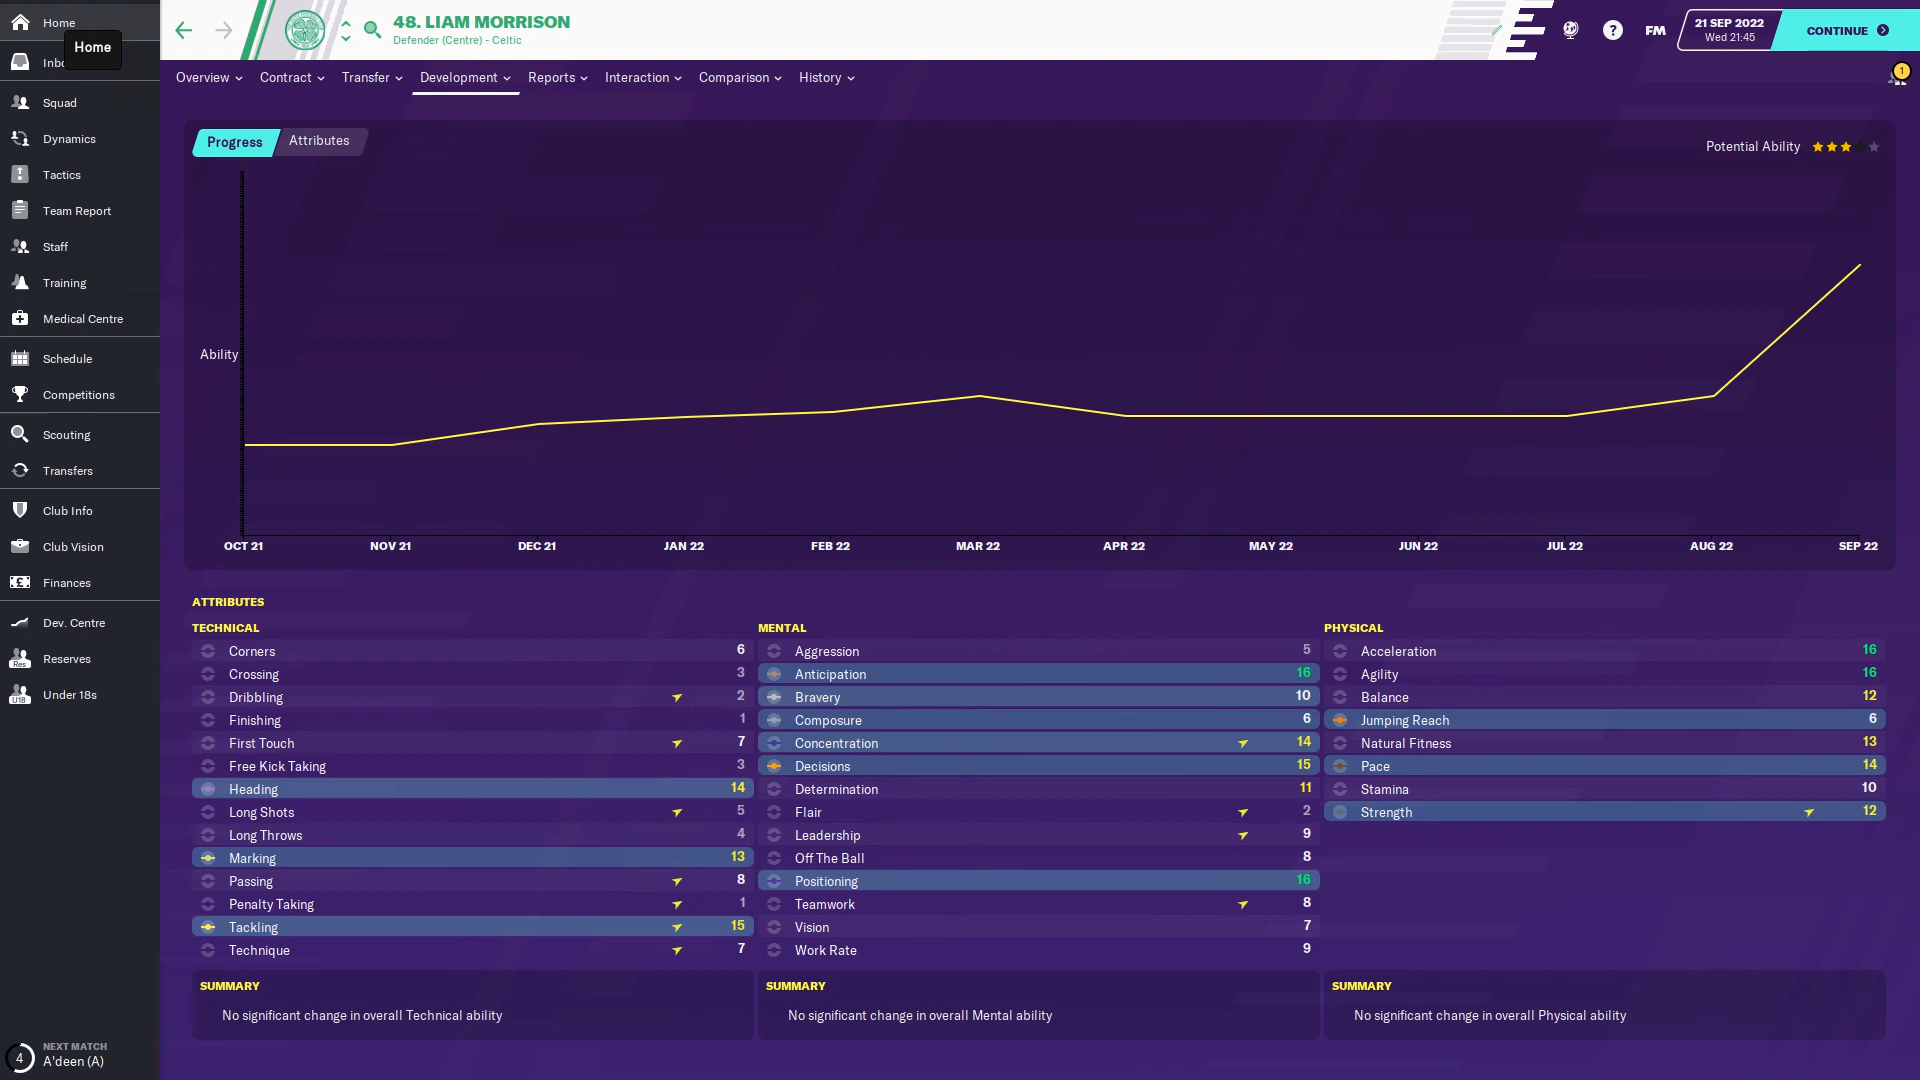 Home
Home
Inbo
Squad
Dynamics
Tactics
Team Report
Staff
Training
Medical Centre
Schedule
Competitions
Scouting
Transfers
Club Info
Club Vision
Finances
Dev. Centre
Res
Reserves
U18
Under 18s
4
NEXT MATCH
A'deen (A)
48. LIAM MORRISON
Defender (Centre) - Celtic
?
FM
21 SEP 2022
Wed 21:45
CONTINUE
Overview Contract Transfer Development Reports Interaction Comparison History
1
Progress Attributes
Potential Ability
Ability
OCT 21 NOV 21 DEC 21 JAN 22 FEB 22 MAR 22 APR 22 MAY 22 JUN 22 JUL 22 AUG 22 SEP 22
ATTRIBUTES
TECHNICAL
Corners 6
Crossing 3
Dribbling 2
Finishing 1
First Touch 7
Free Kick Taking 3
Heading 14
Long Shots 5
Long Throws 4
Marking 13
Passing 8
Penalty Taking 1
Tackling 15
Technique 7
SUMMARY
No significant change in overall Technical ability
MENTAL
Aggression 5
Anticipation 16
Bravery 10
Composure 6
Concentration 14
Decisions 15
Determination 11
Flair 2
Leadership 9
Off The Ball 8
Positioning 16
Teamwork 8
Vision 7
Work Rate 9
SUMMARY
No significant change in overall Mental ability
PHYSICAL
Acceleration 16
Agility 16
Balance 12
Jumping Reach 6
Natural Fitness 13
Pace 14
Stamina 10
Strength 12
SUMMARY
No significant change in overall Physical ability